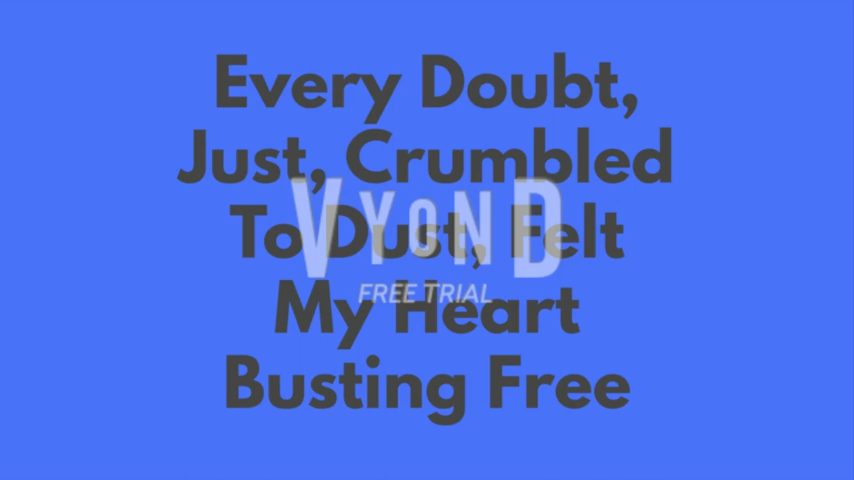 Every Doubt,
Just, Crumbled
To Dust, Felt
My Heart
Busting Free
VYOND
FREE TRIAL